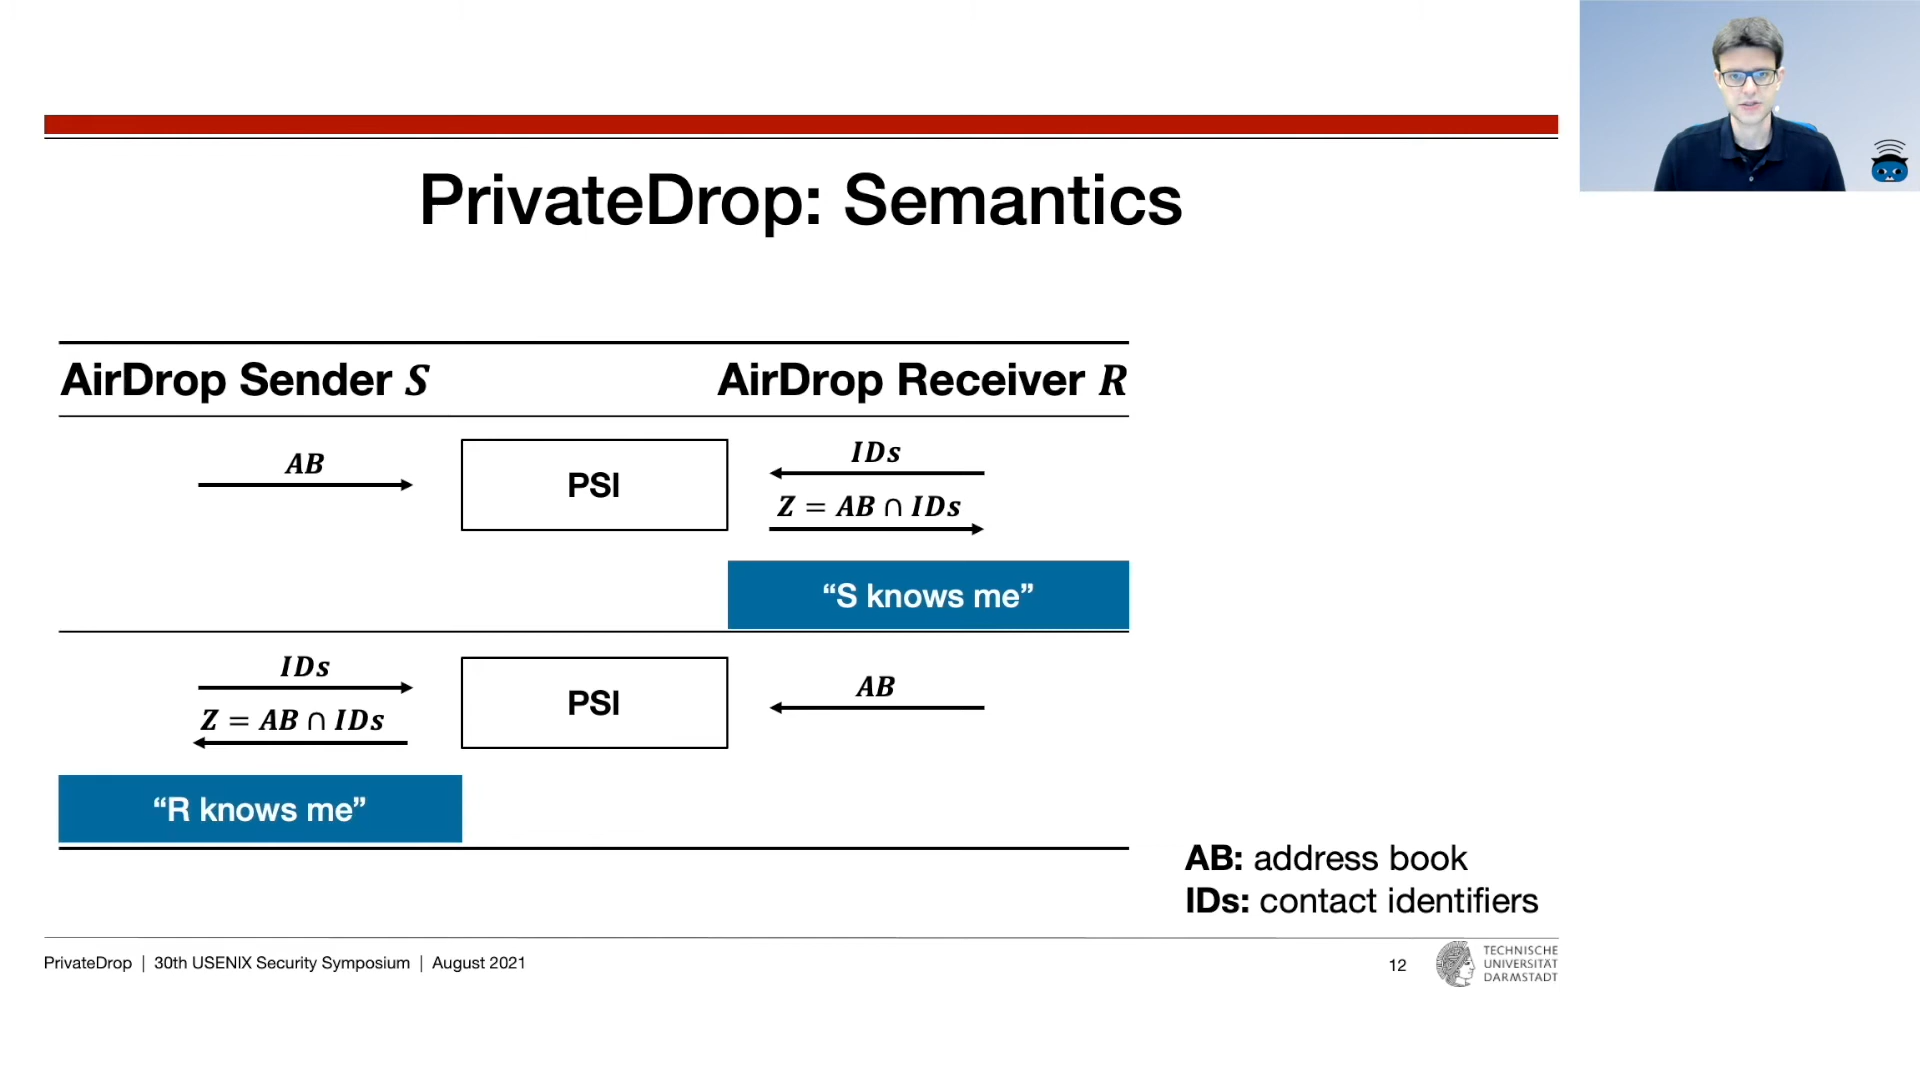 PrivateDrop: Semantics
AirDrop Sender S
AirDrop Receiver R
AB
PSI
IDs
Z = AB ∩ IDs
“S knows me”
IDs
Z = AB ∩ IDs
PSI
AB
“R knows me”
AB: address book
IDs: contact identifiers
PrivateDrop | 30th USENIX Security Symposium | August 2021
12
TECHNISCHE
UNIVERSITÄT
DARMSTADT